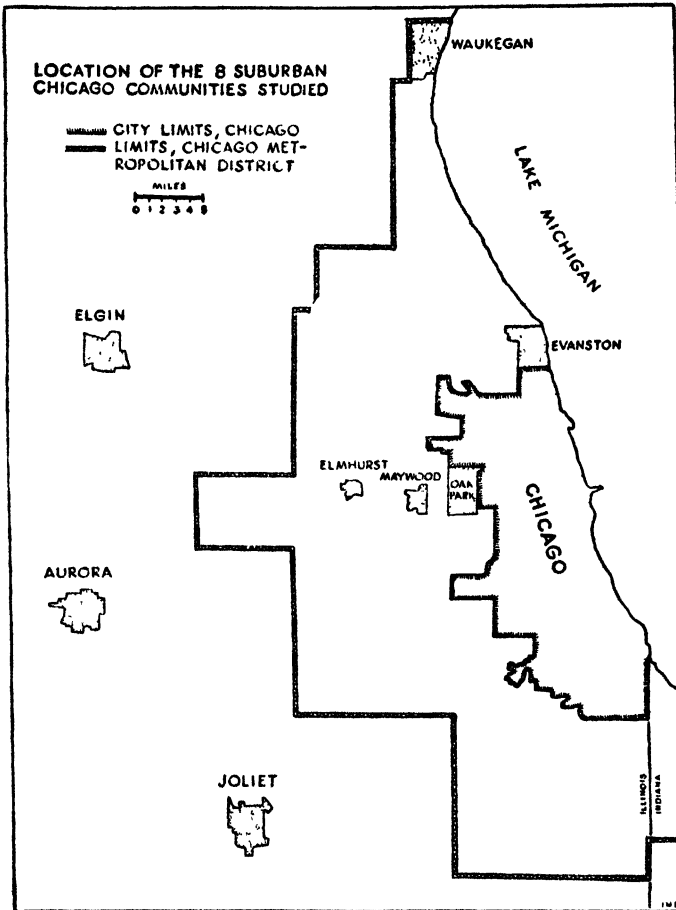 WAUKEGAN
LOCATION OF THE 8 SUBURBAN
CHICAGO COMMUNITIES STUDIED
CITY LIMITS, CHICAGO
LIMITS, CHICAGO MET-
ROPOLITAN DISTRICT
MILES
0 1 2 3 4 5
LAKE MICHIGAN
ELGIN
EVANSTON
ELMHURST
MAYWOOD
OAK
PARK
CHICAGO
AURORA
JOLIET
ILLINOIS
INDIANA